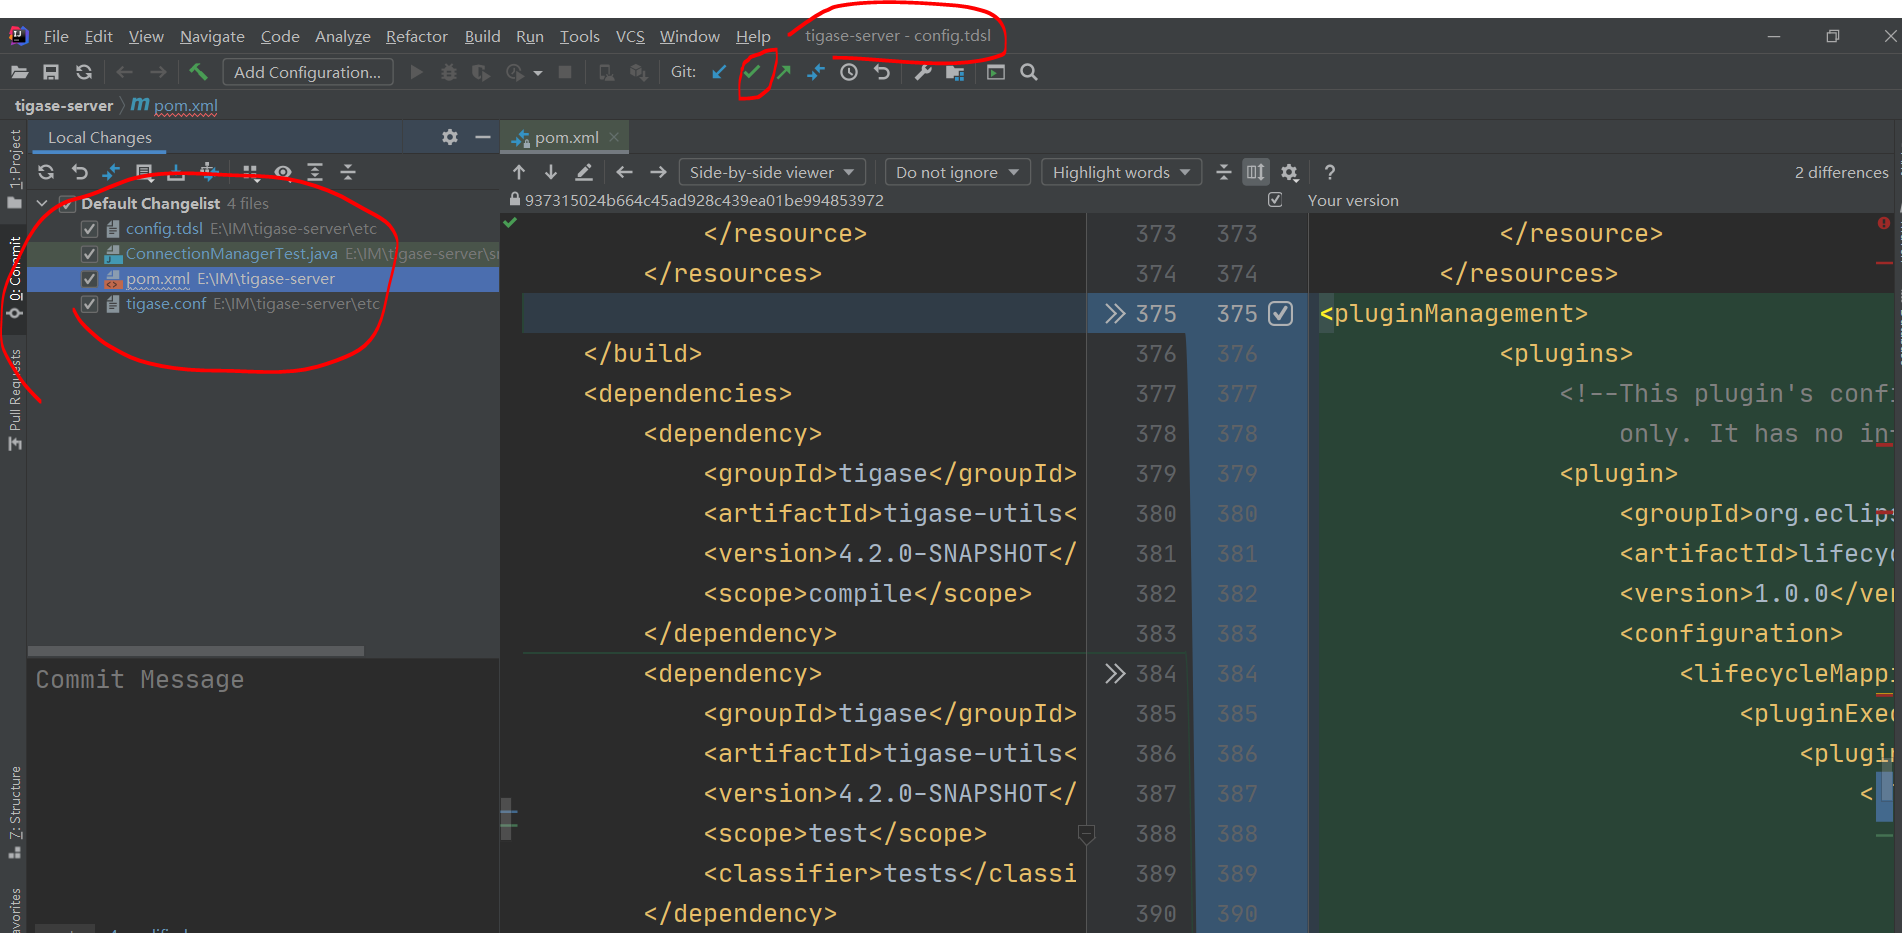 File Edit View Navigate Code Analyze Refactor Build Run Tools VCS Window Help tigase-server - config.tdsl
Add Configuration... Git:
tigase-server m pom.xml
1: Project
0: Commit
Pull Requests
7: Structure
Local Changes
Default Changelist 4 files
config.tdsl E:\IM\tigase-server\etc
ConnectionManagerTest.java E:\IM\tigase-server\sr
pom.xml E:\IM\tigase-server
tigase.conf E:\IM\tigase-server\etc
Commit Message
pom.xml
Side-by-side viewer Do not ignore Highlight words ? 2 differences
937315024b664c45ad928c439ea01be994853972 Your version
</resource> 373 373 </resource>
</resources> 374 374 </resources>
375 375 <pluginManagement>
</build> 376 376 <plugins>
<dependencies> 377 377 <!--This plugin's confi
<dependency> 378 378 only. It has no in
<groupId>tigase</groupId> 379 379 <plugin>
<artifactId>tigase-utils< 380 380 <groupId>org.eclips
<version>4.2.0-SNAPSHOT</ 381 381 <artifactId>lifecyc
<scope>compile</scope> 382 382 <version>1.0.0</ver
</dependency> 383 383 <configuration>
<dependency> 384 384 <lifecycleMappi
<groupId>tigase</groupId> 385 385 <pluginExec
<artifactId>tigase-utils< 386 386 <plugin
<version>4.2.0-SNAPSHOT</ 387 387 <
<scope>test</scope> 388 388
<classifier>tests</classi 389 389
</dependency> 390 390